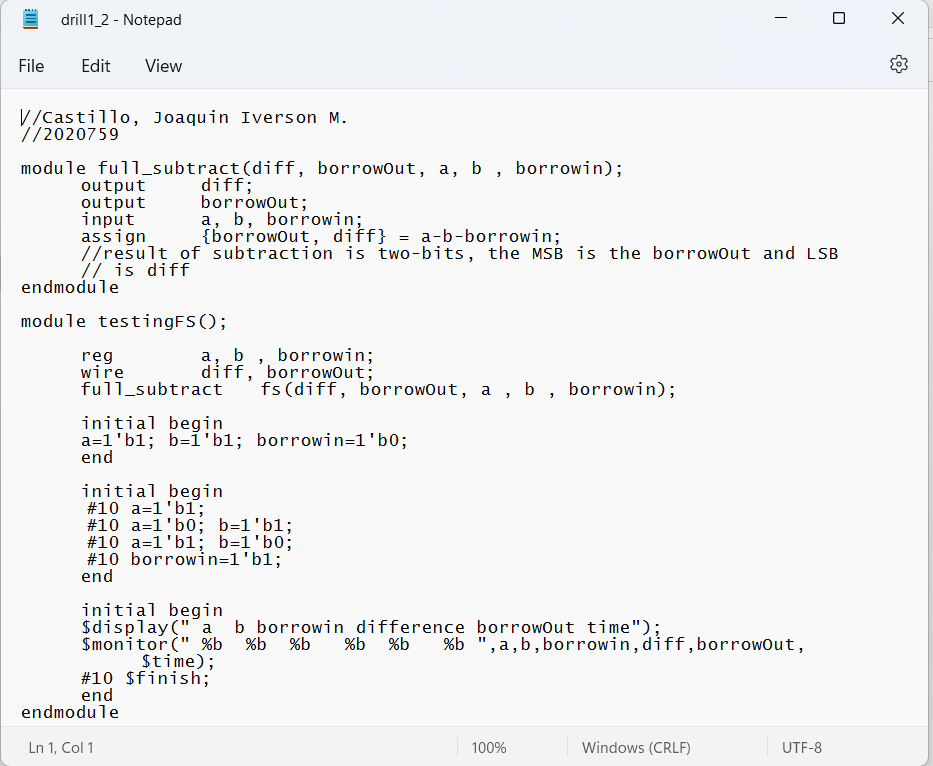 drill1_2 - Notepad
File Edit View
//Castillo, Joaquin Iverson M.
//2020759
module full_subtract(diff, borrowOut, a, b , borrowin);
output diff;
output borrowOut;
input a, b, borrowin;
assign {borrowOut, diff} = a-b-borrowin;
//result of subtraction is two-bits, the MSB is the borrowOut and LSB
// is diff
endmodule
module testingFS();
reg a, b , borrowin;
wire diff, borrowOut;
full_subtract fs(diff, borrowOut, a , b , borrowin);
initial begin
a=1'b1; b=1'b1; borrowin=1'b0;
end
initial begin
#10 a=1'b1;
#10 a=1'b0; b=1'b1;
#10 a=1'b1; b=1'b0;
#10 borrowin=1'b1;
end
initial begin
$display(" a  b borrowin difference borrowOut time");
$monitor(" %b  %b  %b   %b  %b   %b ",a,b,borrowin,diff,borrowOut,
$time);
#10 $finish;
end
endmodule
Ln 1, Col 1 100% Windows (CRLF) UTF-8